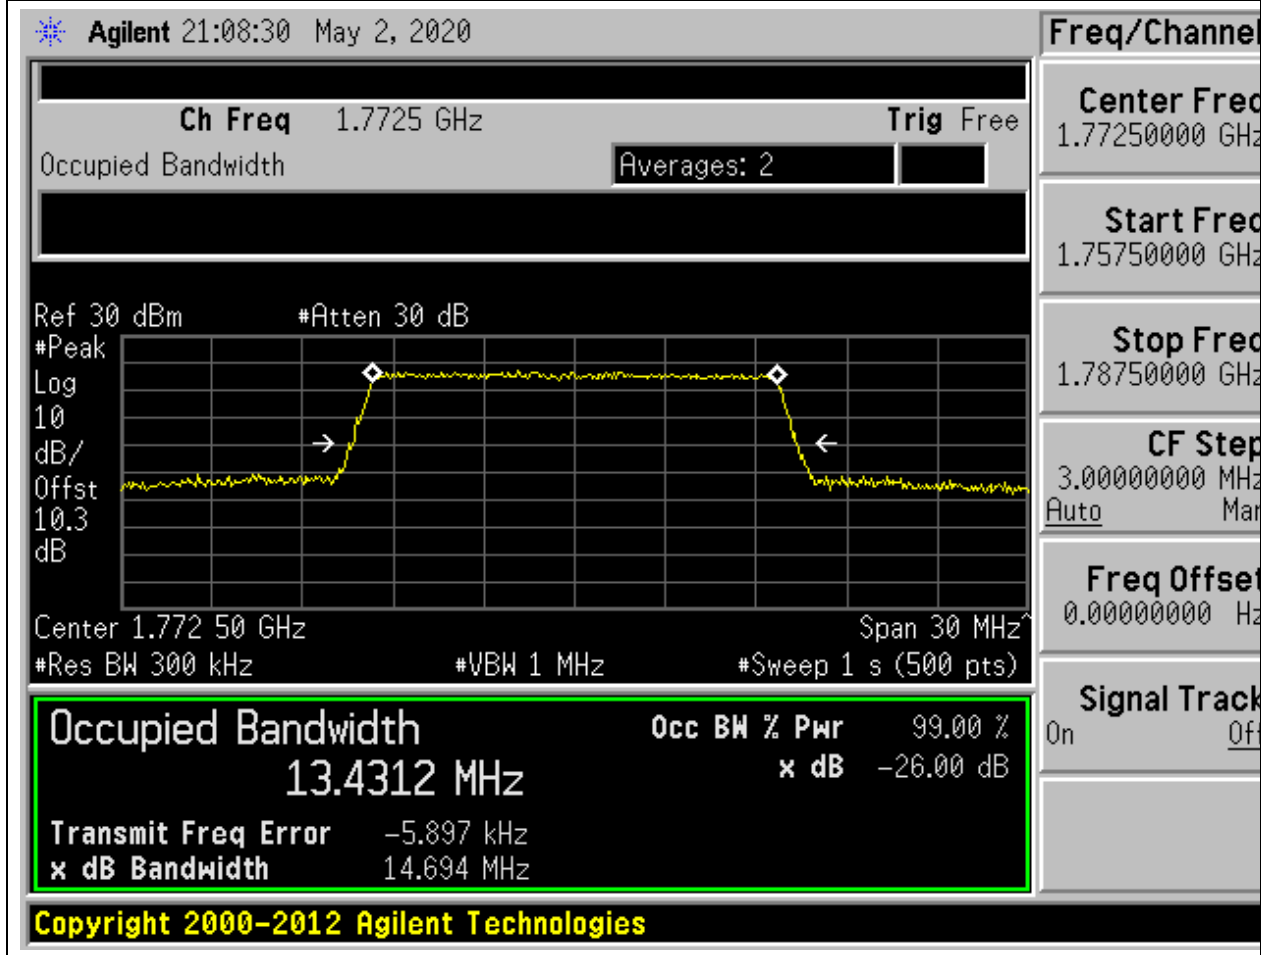 Agilent 21:08:30 May 2, 2020
Freq/Channel
Ch Freq 1.7725 GHz Trig Free
Occupied Bandwidth Averages: 2
Ref 30 dBm #Atten 30 dB
#Peak
Log
10
dB/
Offst
10.3
dB
Center 1.772 50 GHz Span 30 MHz^
#Res BW 300 kHz #VBW 1 MHz #Sweep 1 s (500 pts)
Occupied Bandwidth
13.4312 MHz
Occ BW % Pwr 99.00 %
x dB -26.00 dB
Transmit Freq Error -5.897 kHz
x dB Bandwidth 14.694 MHz
Copyright 2000-2012 Agilent Technologies
Center Freq
1.77250000 GHz
Start Freq
1.75750000 GHz
Stop Freq
1.78750000 GHz
CF Step
3.00000000 MHz
Auto Man
Freq Offset
0.00000000 Hz
Signal Track
On Off